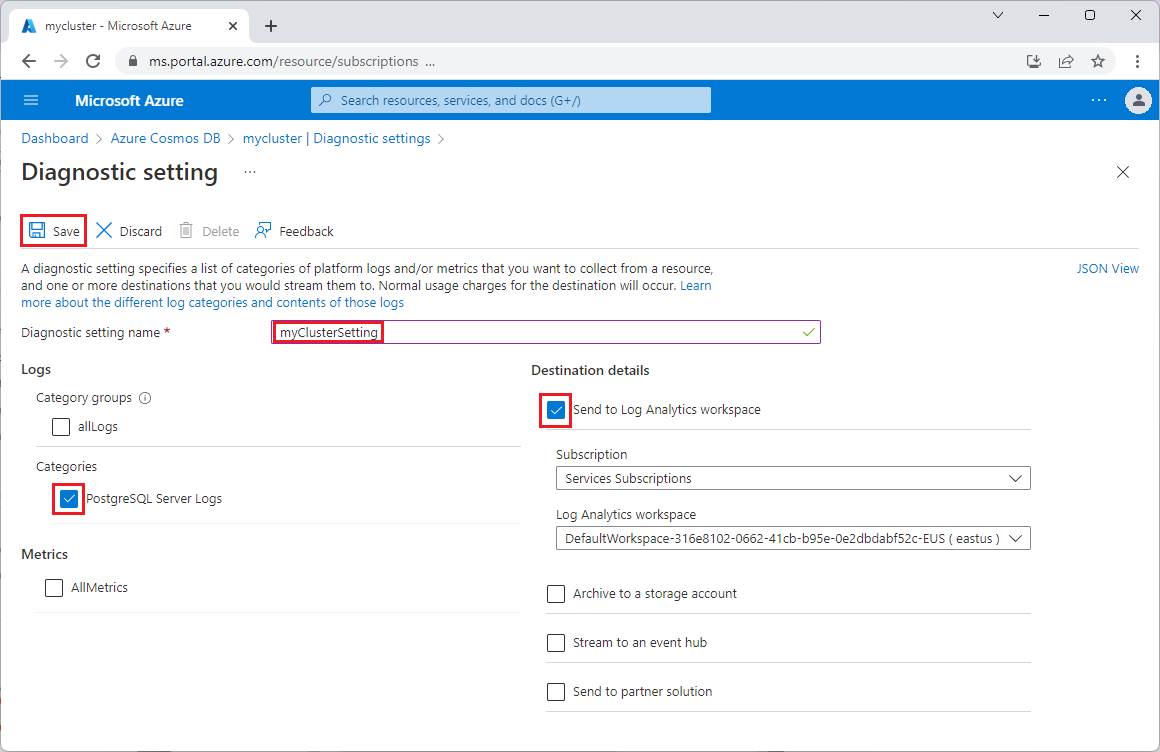 mycluster - Microsoft Azure
ms.portal.azure.com/resource/subscriptions ...
Microsoft Azure
Search resources, services, and docs (G+/)
Dashboard > Azure Cosmos DB > mycluster | Diagnostic settings >
Diagnostic setting ...
Save Discard Delete Feedback
A diagnostic setting specifies a list of categories of platform logs and/or metrics that you want to collect from a resource,
and one or more destinations that you would stream them to. Normal usage charges for the destination will occur. Learn
more about the different log categories and contents of those logs
JSON View
Diagnostic setting name *
myClusterSetting
Logs
Category groups
allLogs
Categories
PostgreSQL Server Logs
Metrics
AllMetrics
Destination details
Send to Log Analytics workspace
Subscription
Services Subscriptions
Log Analytics workspace
DefaultWorkspace-316e8102-0662-41cb-b95e-0e2dbdabf52c-EUS ( eastus )
Archive to a storage account
Stream to an event hub
Send to partner solution